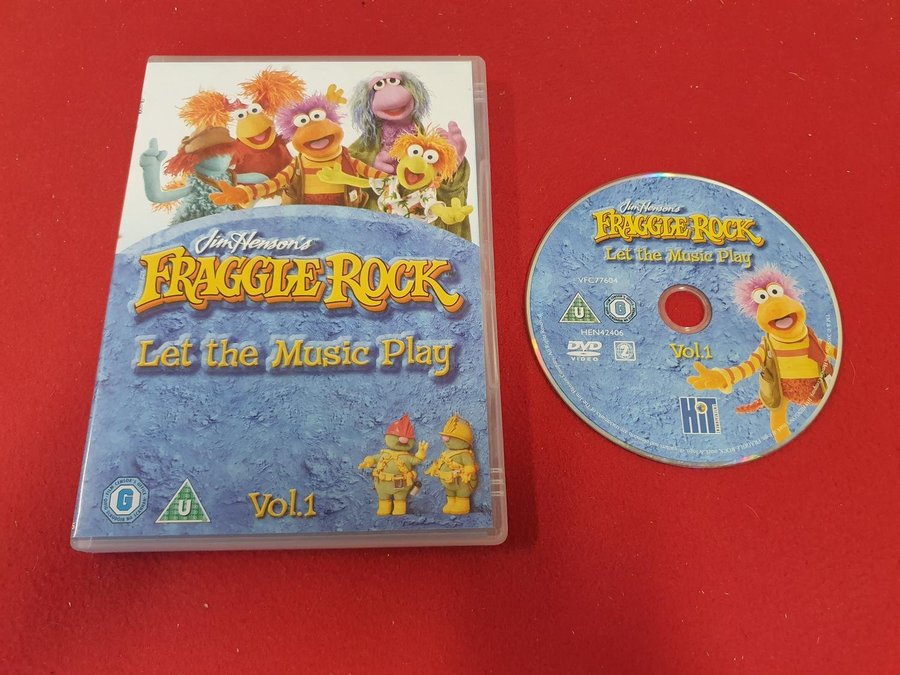 Jim Henson's
FRAGGLE ROCK
Let the Music Play
G
U
Vol.1
Jim Henson's
FRAGGLE ROCK
Let the Music Play
VFC77604
U
G
HEN42406
DVD
VIDEO
2
Vol.1
HiT